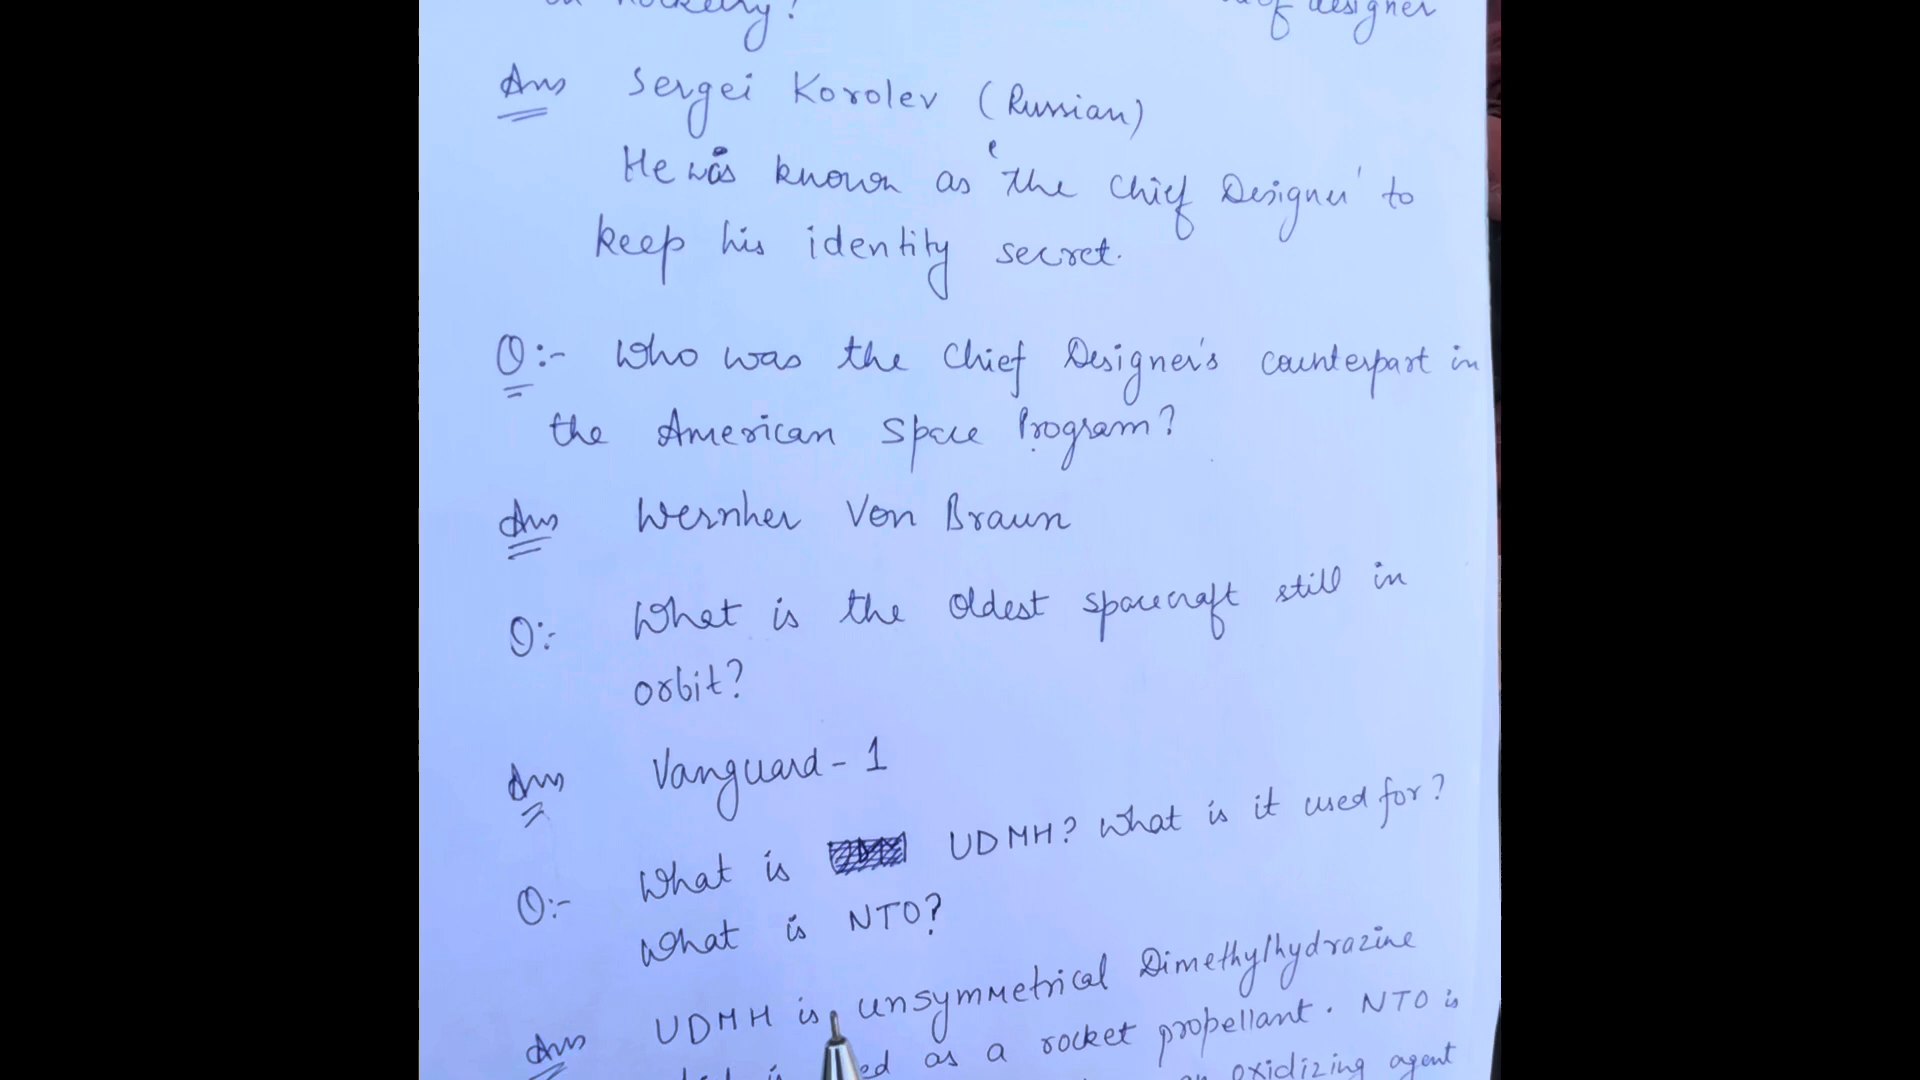 on rocketry?
designer
Ans Sergei Korolev (Russian)
He was known as 'the Chief Designer' to
keep his identity secret.
Q:- Who was the Chief Designer's counterpart in
the American Space Program?
Ans Wernher Von Braun
Q:- What is the oldest spacecraft still in
orbit?
Ans Vanguard-1
Q:- What is UDMH? What is it used for?
What is NTO?
Ans UDMH is unsymmetrical Dimethylhydrazine
as a rocket propellant. NTO is
oxidizing agent